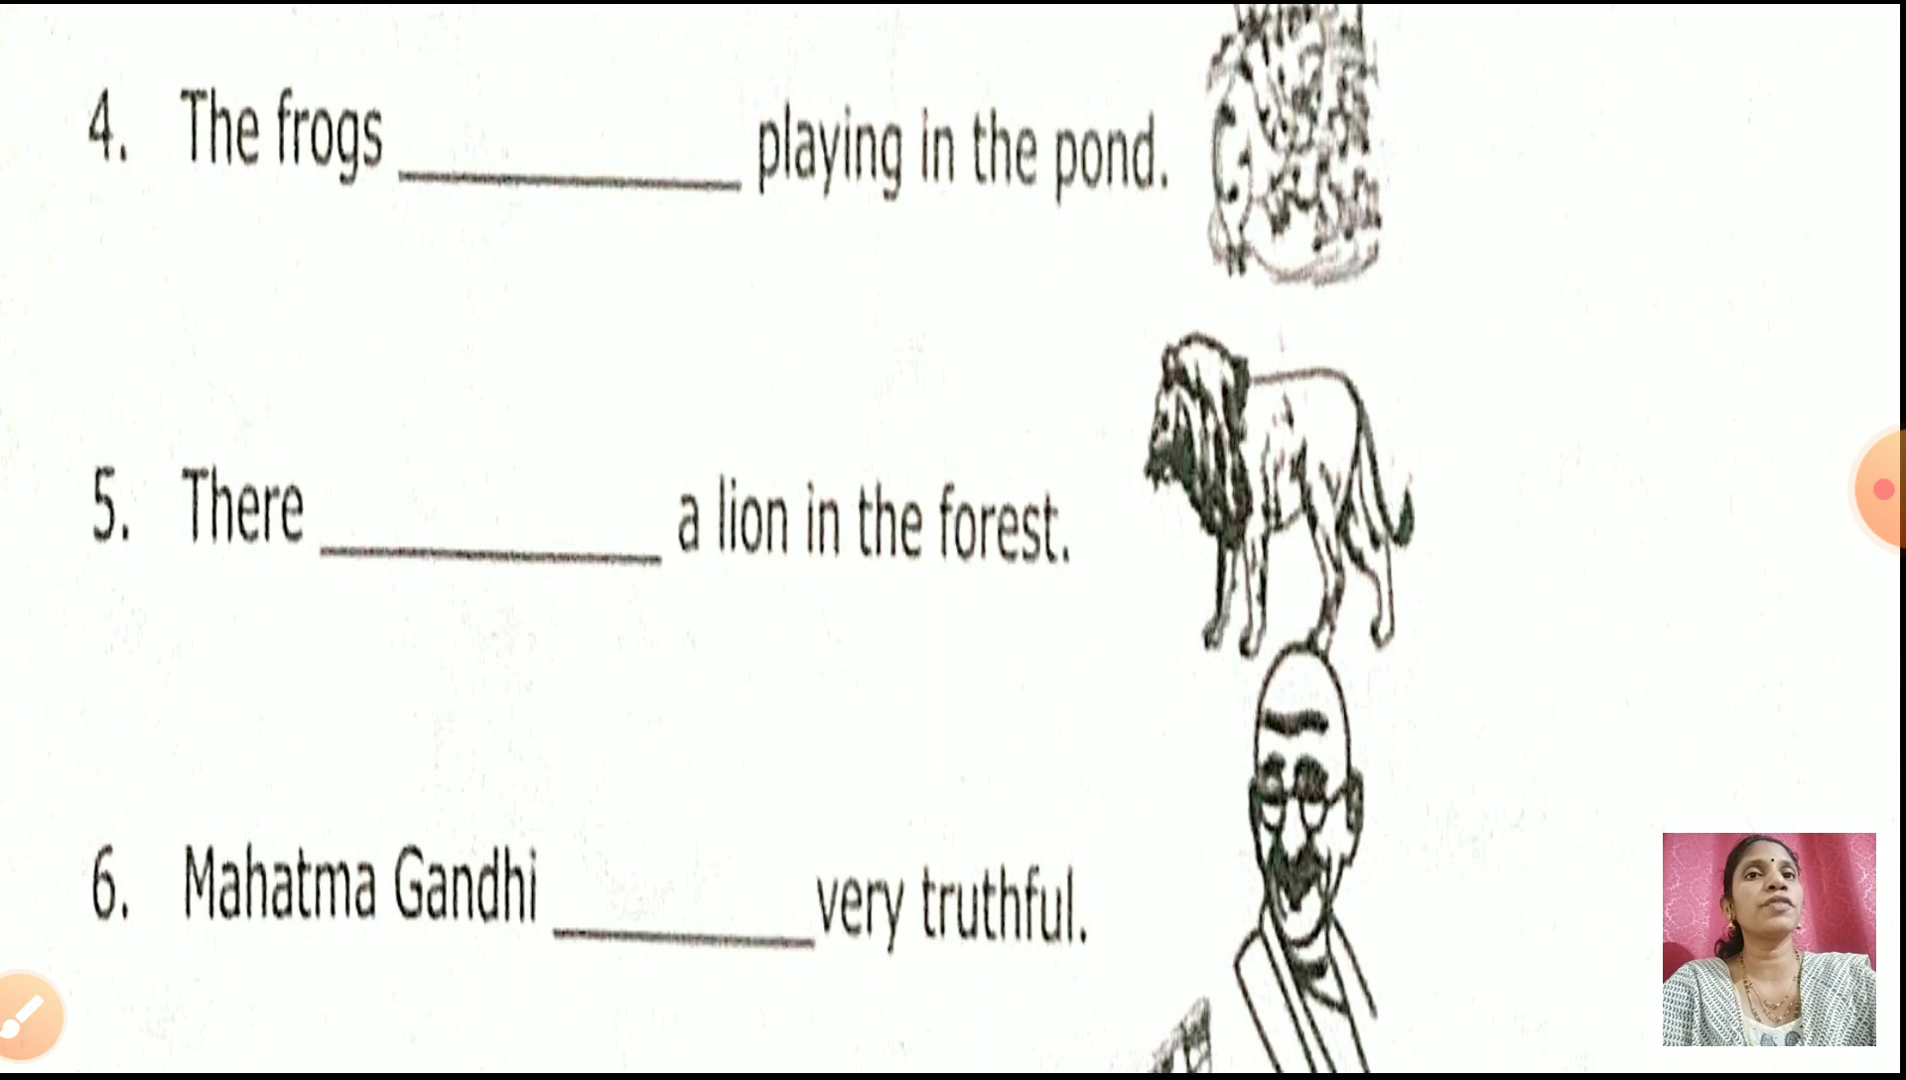 4. The frogs __________ playing in the pond.
5. There __________ a lion in the forest.
6. Mahatma Gandhi ________ very truthful.